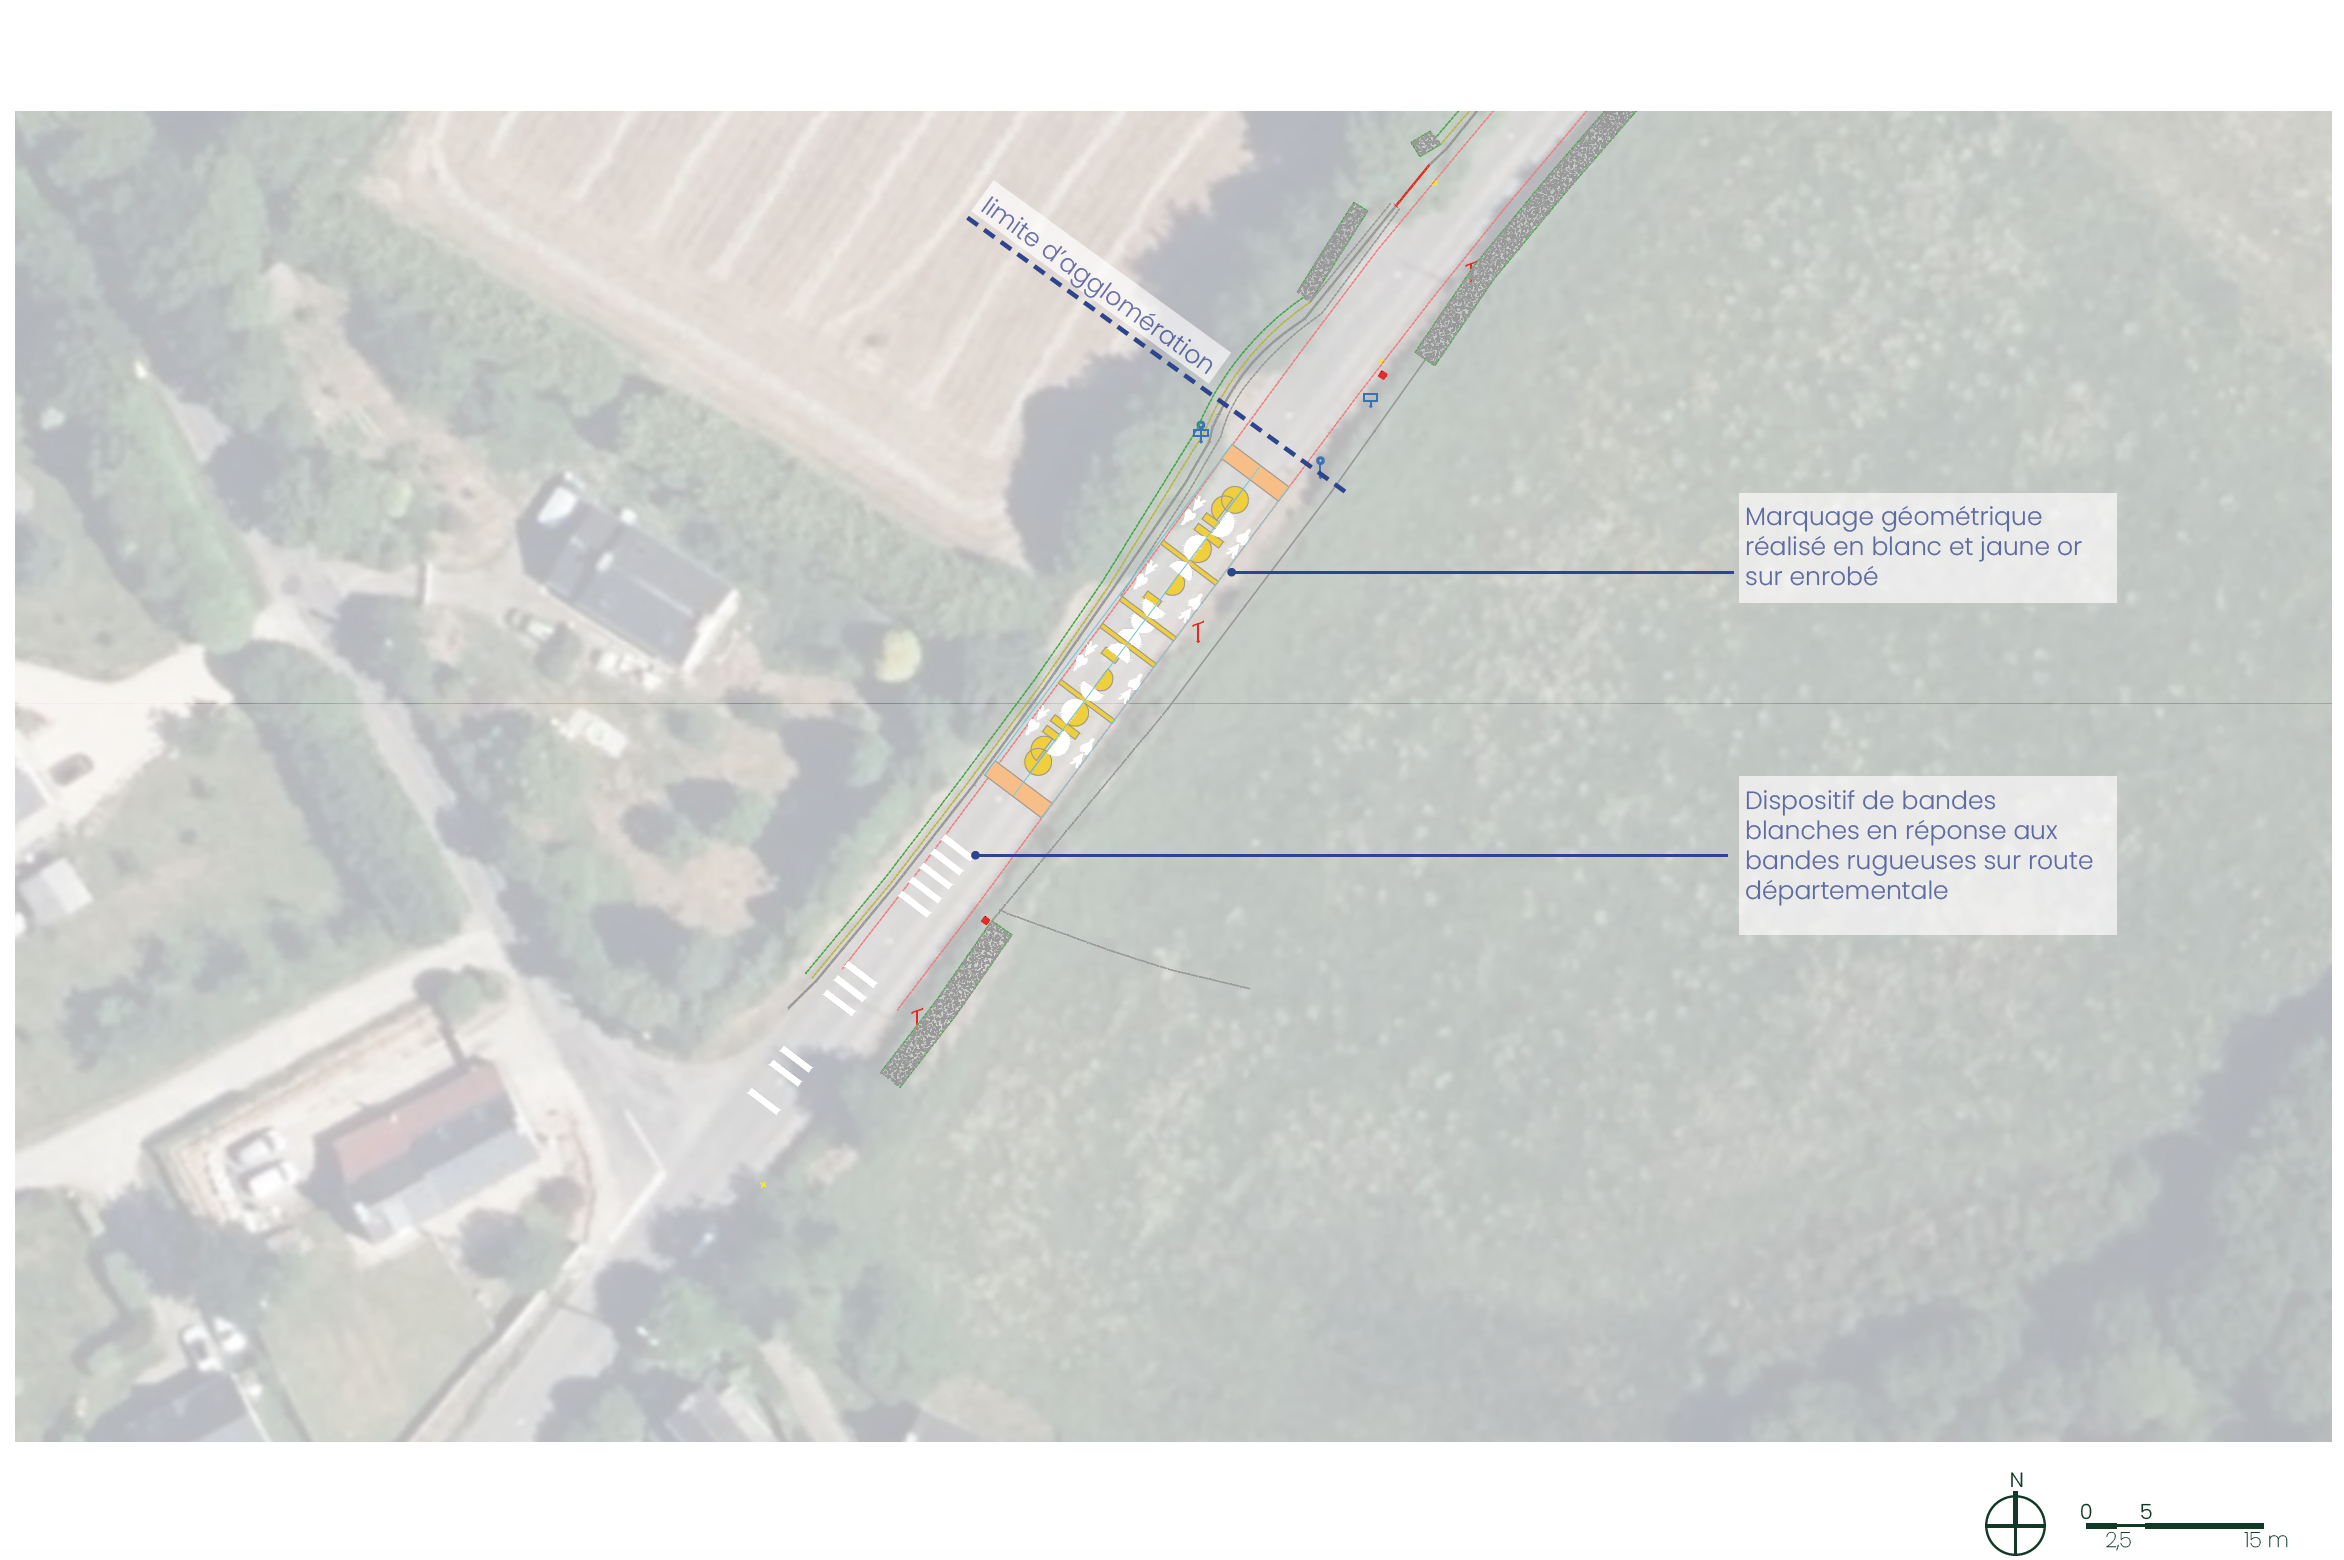 limite d'agglomération
Marquage géométrique
réalisé en blanc et jaune or
sur enrobé
Dispositif de bandes
blanches en réponse aux
bandes rugueuses sur route
départementale
N
0 5
2,5 15 m